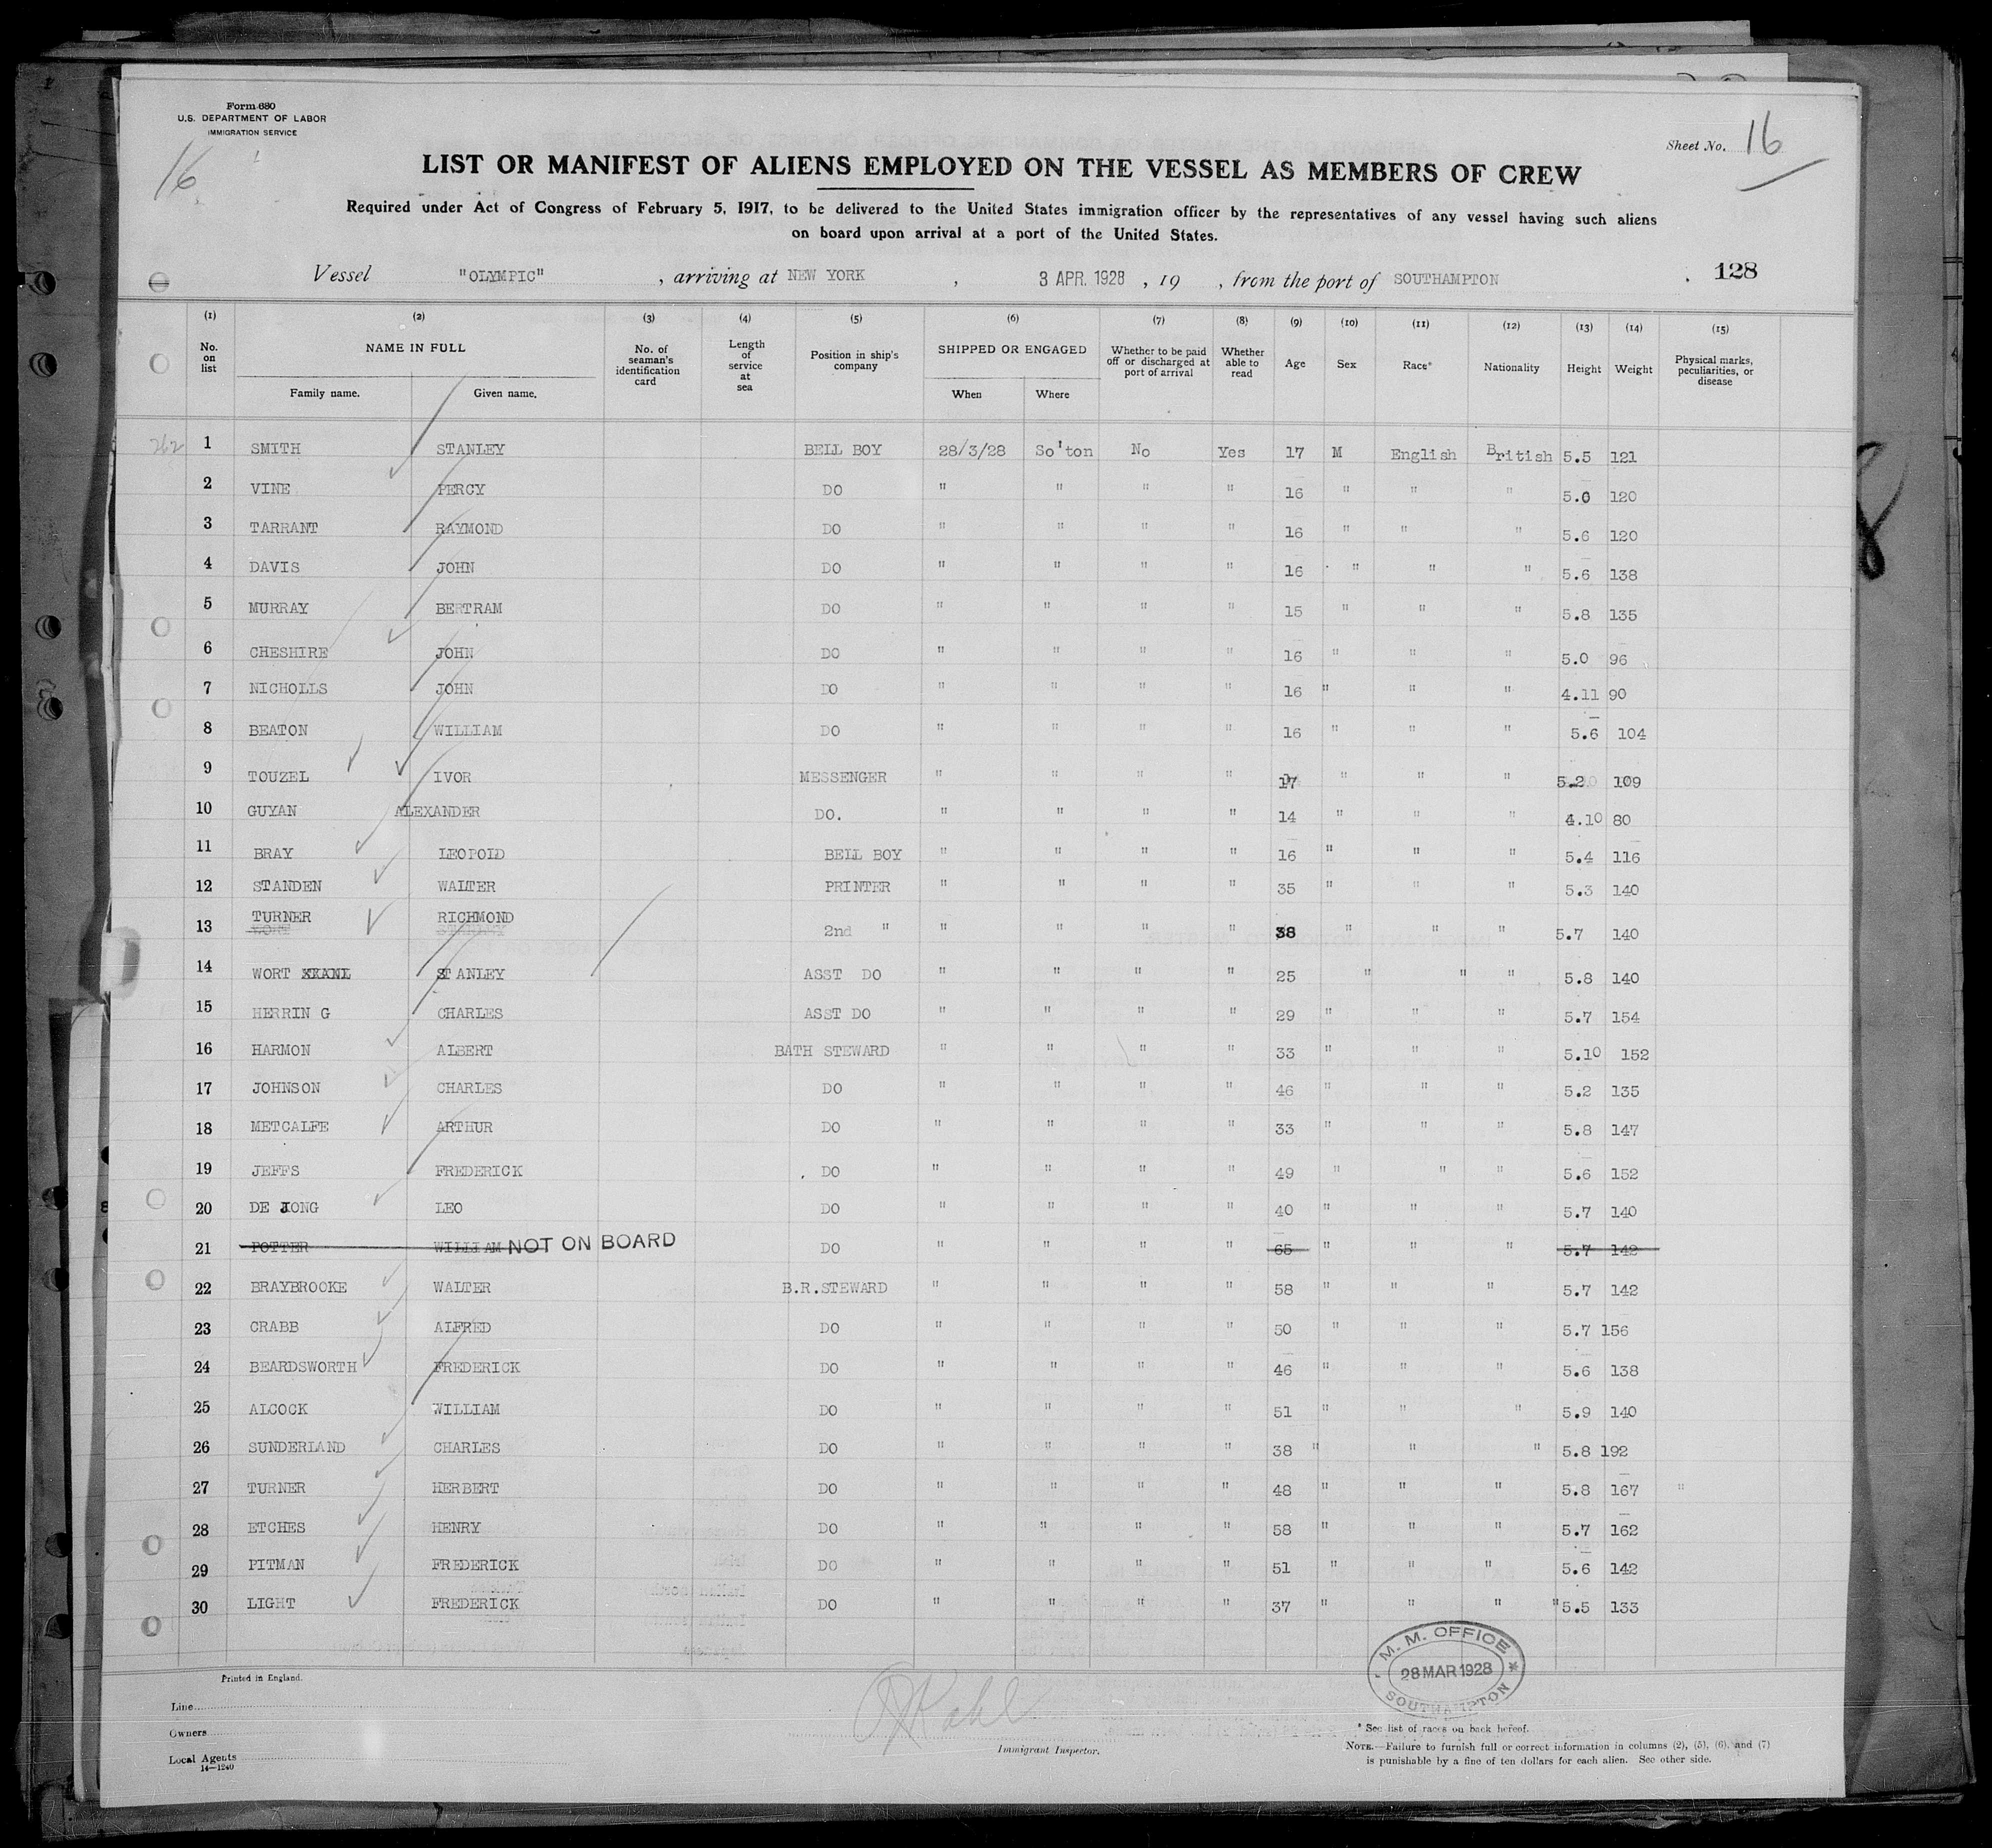 Form 680
U.S. DEPARTMENT OF LABOR
IMMIGRATION SERVICE
16
Sheet No. 16
LIST OR MANIFEST OF ALIENS EMPLOYED ON THE VESSEL AS MEMBERS OF CREW
Required under Act of Congress of February 5, 1917, to be delivered to the United States immigration officer by the representatives of any vessel having such aliens
on board upon arrival at a port of the United States.
Vessel "OLYMPIC" , arriving at NEW YORK , 3 APR. 1928 , 19 , from the port of SOUTHAMPTON . 128
(1) (2) (3) (4) (5) (6) (7) (8) (9) (10) (11) (12) (13) (14) (15)
No. on list NAME IN FULL Family name. Given name. No. of seaman's identification card Length of service at sea Position in ship's company SHIPPED OR ENGAGED When Where Whether to be paid off or discharged at port of arrival Whether able to read Age Sex Race* Nationality Height Weight Physical marks, peculiarities, or disease
262 1 SMITH STANLEY BELL BOY 28/3/28 So'ton No Yes 17 M English British 5.5 121
2 VINE PERCY DO " " " " 16 " " " 5.0 120
3 TARRANT RAYMOND DO " " " " 16 " " " 5.6 120
4 DAVIS JOHN DO " " " " 16 " " " 5.6 138
5 MURRAY BERTRAM DO " " " " 15 " " " 5.8 135
6 CHESHIRE JOHN DO " " " " 16 " " " 5.0 96
7 NICHOLLS JOHN DO " " " " 16 " " " 4.11 90
8 BEATON WILLIAM DO " " " " 16 " " " 5.6 104
9 TOUZEL IVOR MESSENGER " " " " 17 " " " 5.2 109
10 GUYAN ALEXANDER DO. " " " " 14 " " " 4.10 80
11 BRAY LEOPOLD BELL BOY " " " " 16 " " " 5.4 116
12 STANDEN WALTER PRINTER " " " " 35 " " " 5.3 140
13 TURNER RICHMOND 2nd " " " " " 38 " " " 5.7 140
WORT STANLEY
14 WORT STANLEY ASST DO " " " " 25 " " " 5.8 140
15 HERRIN G CHARLES ASST DO " " " " 29 " " " 5.7 154
16 HARMON ALBERT BATH STEWARD " " " " 33 " " " 5.10 152
17 JOHNSON CHARLES DO " " " " 46 " " " 5.2 135
18 METCALFE ARTHUR DO " " " " 33 " " " 5.8 147
19 JEFFS FREDERICK DO " " " " 49 " " " 5.6 152
20 DE JONG LEO DO " " " " 40 " " " 5.7 140
21 POTTER WILLIAM NOT ON BOARD DO " " " " 65 " " " 5.7 142
22 BRAYBROOKE WALTER B.R.STEWARD " " " " 58 " " " 5.7 142
23 CRABB ALFRED DO " " " " 50 " " " 5.7 156
24 BEARDSWORTH FREDERICK DO " " " " 46 " " " 5.6 138
25 ALCOCK WILLIAM DO " " " " 51 " " " 5.9 140
26 SUNDERLAND CHARLES DO " " " " 38 " " " 5.8 192
27 TURNER HERBERT DO " " " " 48 " " " 5.8 167 "
28 ETCHES HENRY DO " " " " 58 " " " 5.7 162
29 PITMAN FREDERICK DO " " " " 51 " " " 5.6 142
30 LIGHT FREDERICK DO " " " " 37 " " " " 5.5 133
M. M. OFFICE
28 MAR 1928
SOUTHAMPTON
Printed in England.
Line
Owners
Local Agents
14—1240
Immigrant Inspector.
* See list of races on back hereof.
NOTE.—Failure to furnish full or correct information in columns (2), (5), (6), and (7)
is punishable by a fine of ten dollars for each alien. See other side.